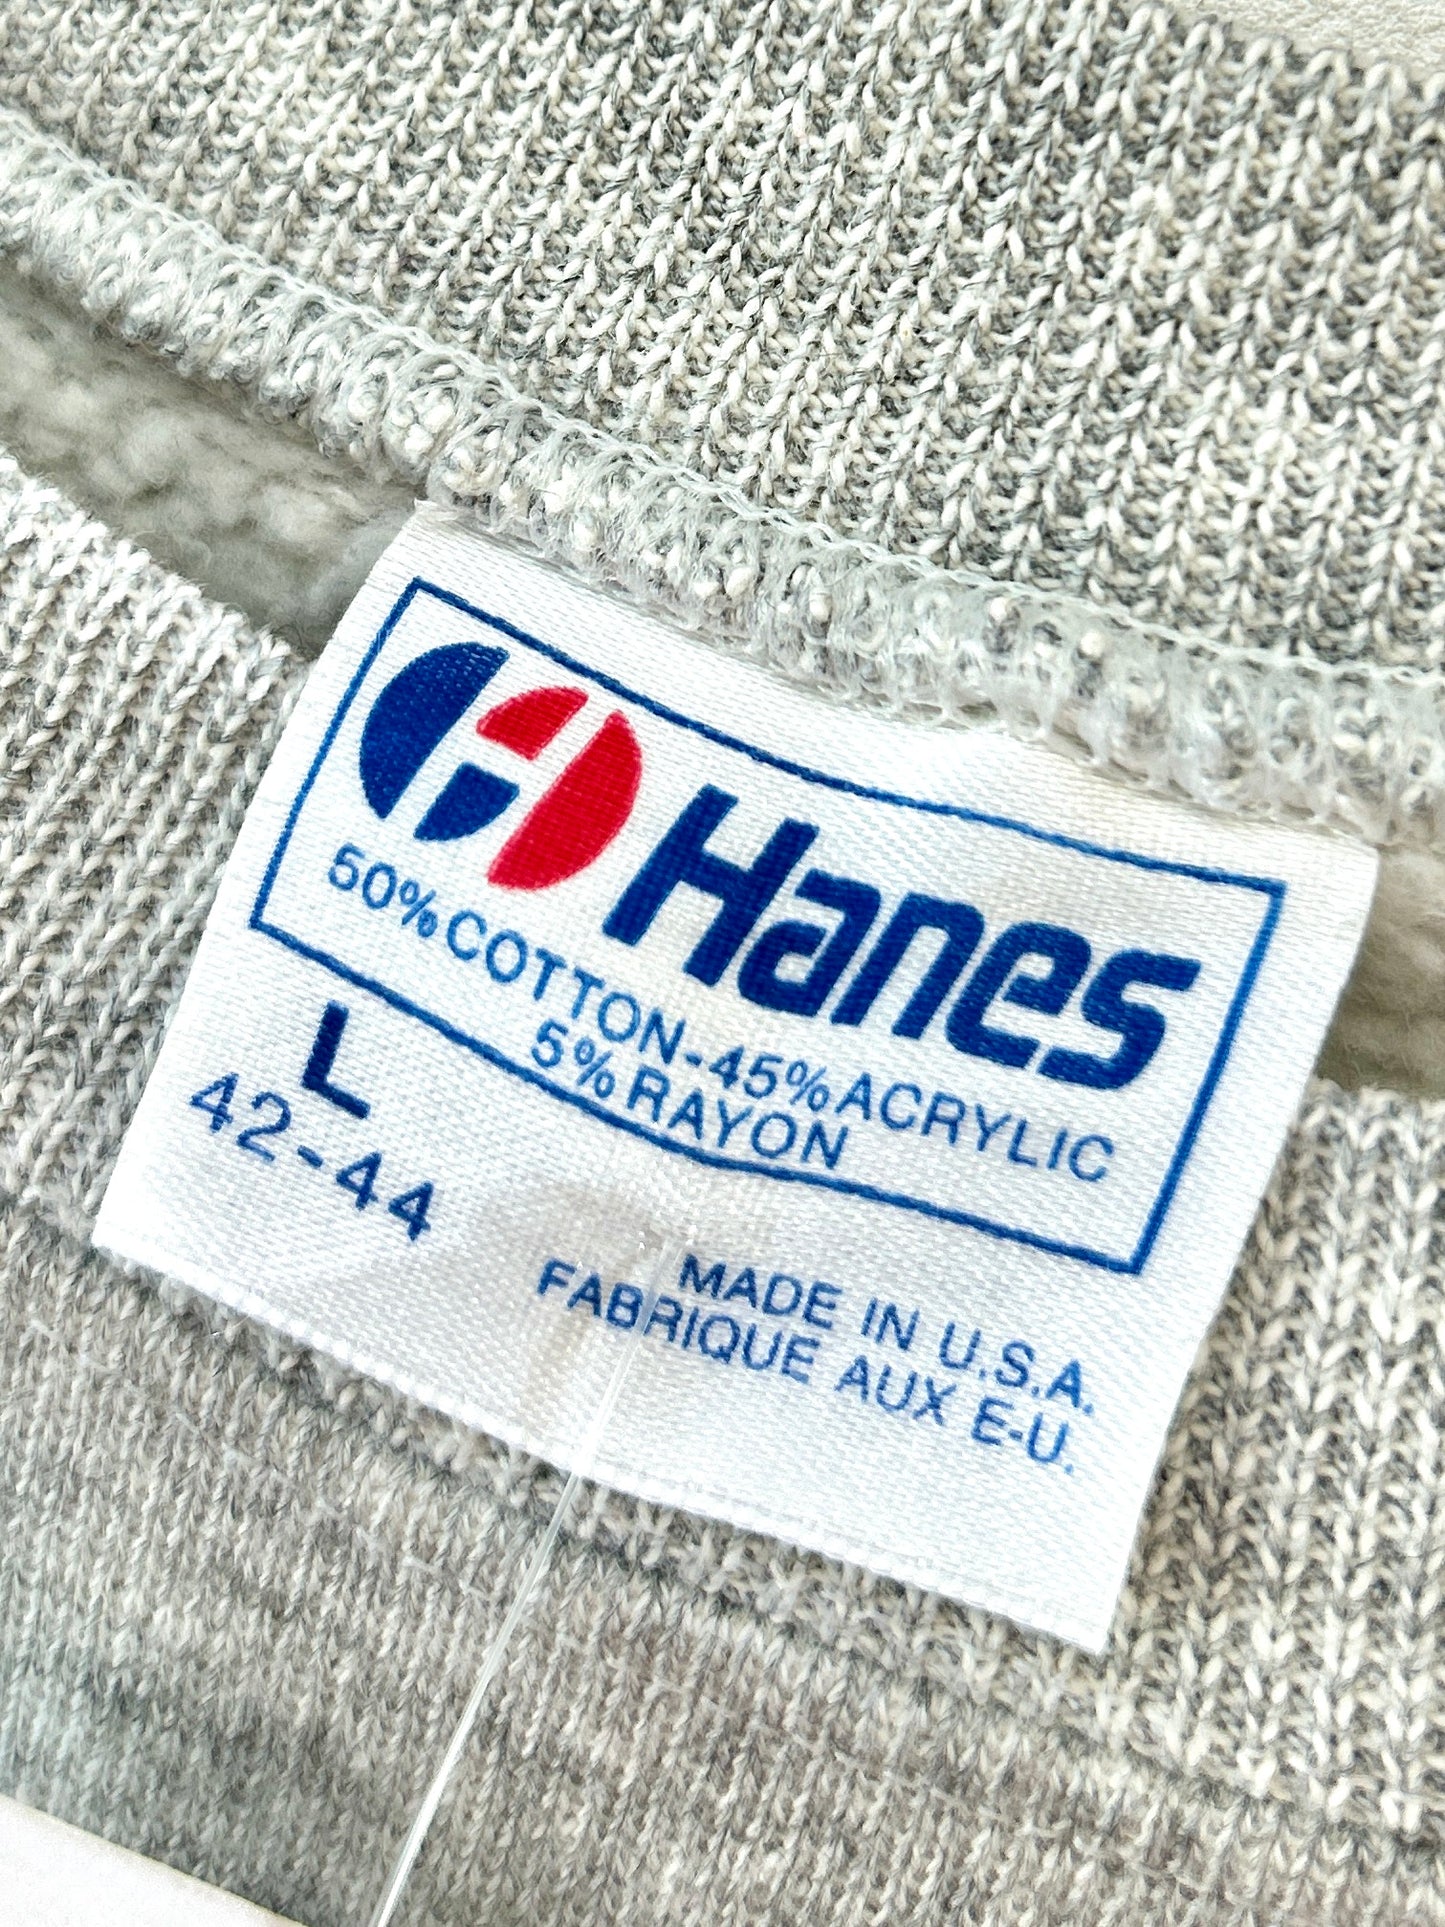 Hanes
50% COTTON-45% ACRYLIC
5% RAYON
L
42-44
MADE IN U.S.A.
FABRIQUE AUX E-U.